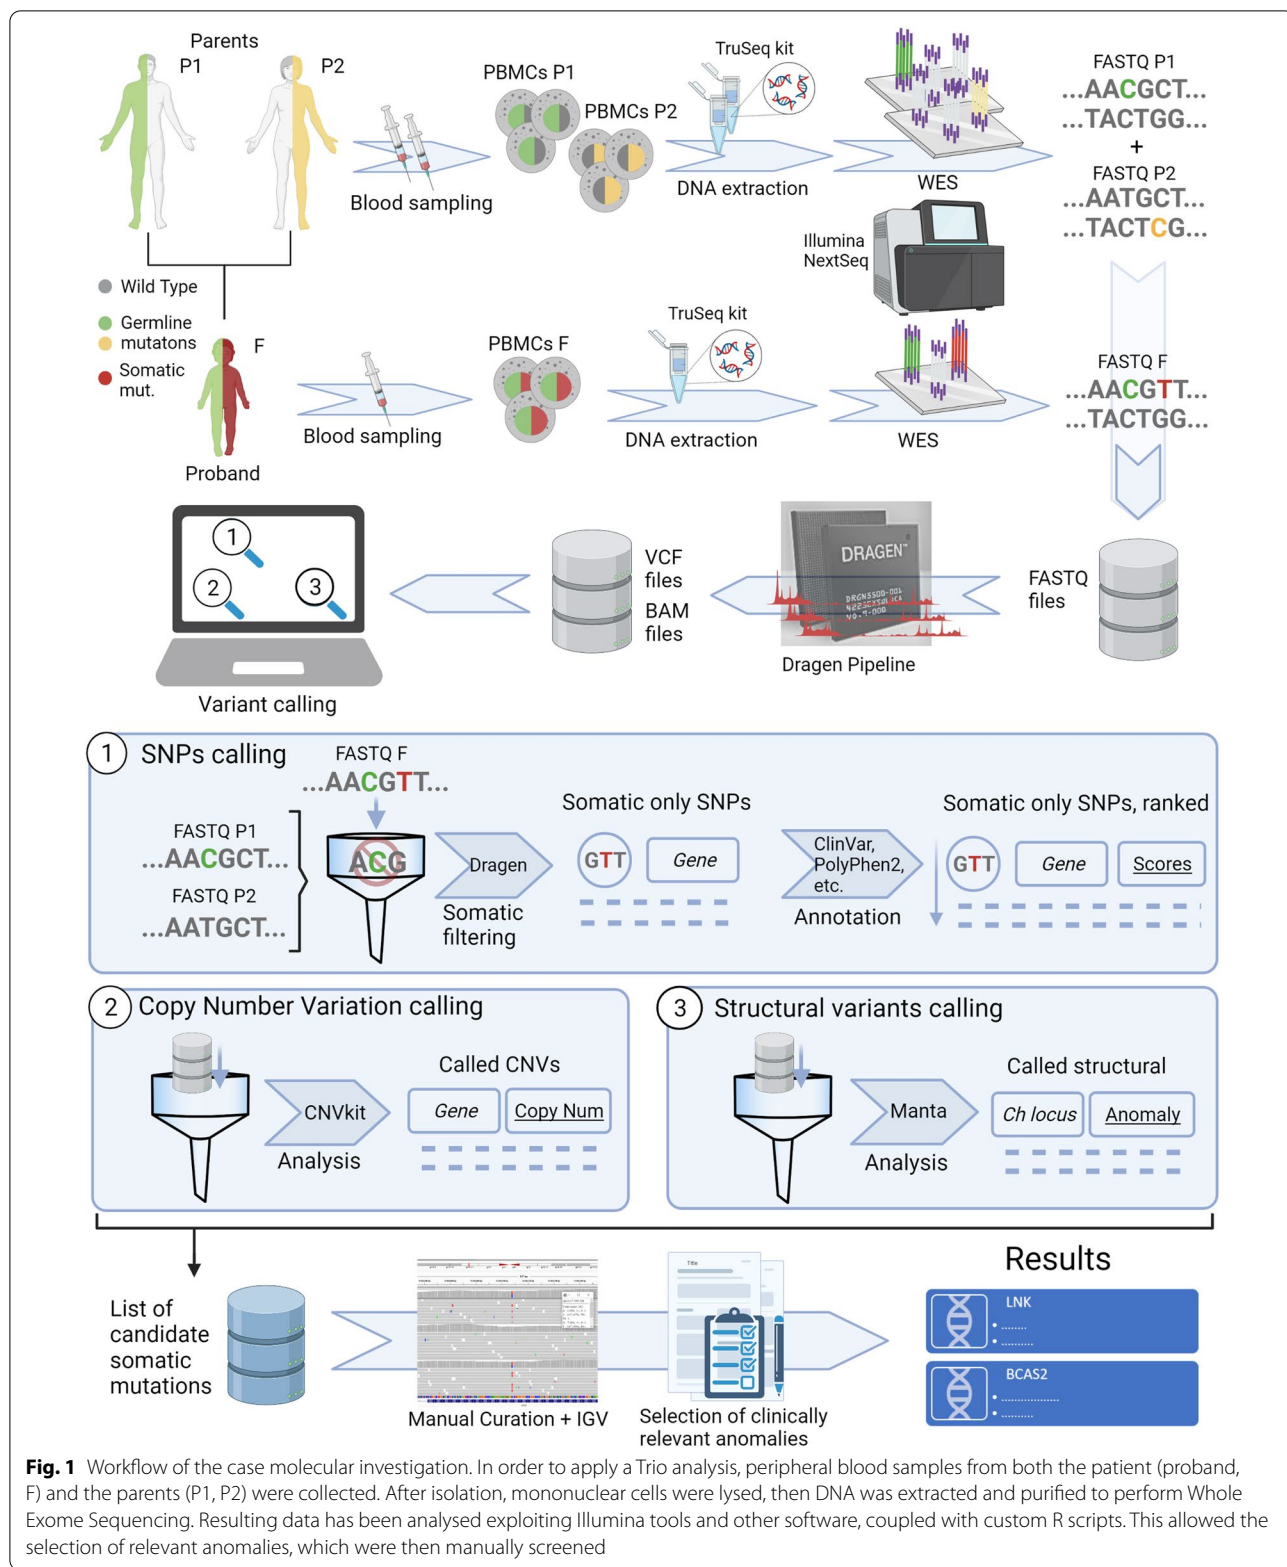 Parents
P1
P2
Wild Type
Germline
mutatons
Somatic
mut.
F
Proband
Blood sampling
PBMCs P1
PBMCs P2
TruSeq kit
DNA extraction
WES
FASTQ P1
...AACGCT...
...TACTGG...
+
FASTQ P2
...AATGCT...
...TACTCG...
Illumina
NextSeq
Blood sampling
PBMCs F
TruSeq kit
DNA extraction
WES
FASTQ F
...AACGTT...
...TACTGG...
FASTQ
files
DRAGEN™
Dragen Pipeline
VCF
files
BAM
files
1
2
3
Variant calling
1 SNPs calling
FASTQ F
...AACGTT...
FASTQ P1
...AACGCT...
FASTQ P2
...AATGCT...
ACG
Dragen
Somatic
filtering
Somatic only SNPs
GTT
Gene
ClinVar,
PolyPhen2,
etc.
Annotation
Somatic only SNPs, ranked
GTT
Gene
Scores
2 Copy Number Variation calling
CNVkit
Analysis
Called CNVs
Gene
Copy Num
3 Structural variants calling
Manta
Analysis
Called structural
Ch locus
Anomaly
List of
candidate
somatic
mutations
Manual Curation + IGV
Title
Selection of clinically
relevant anomalies
Results
LNK
• ........
• ..........
BCAS2
• ..................
• ..........
Fig. 1 Workflow of the case molecular investigation. In order to apply a Trio analysis, peripheral blood samples from both the patient (proband,
F) and the parents (P1, P2) were collected. After isolation, mononuclear cells were lysed, then DNA was extracted and purified to perform Whole
Exome Sequencing. Resulting data has been analysed exploiting Illumina tools and other software, coupled with custom R scripts. This allowed the
selection of relevant anomalies, which were then manually screened